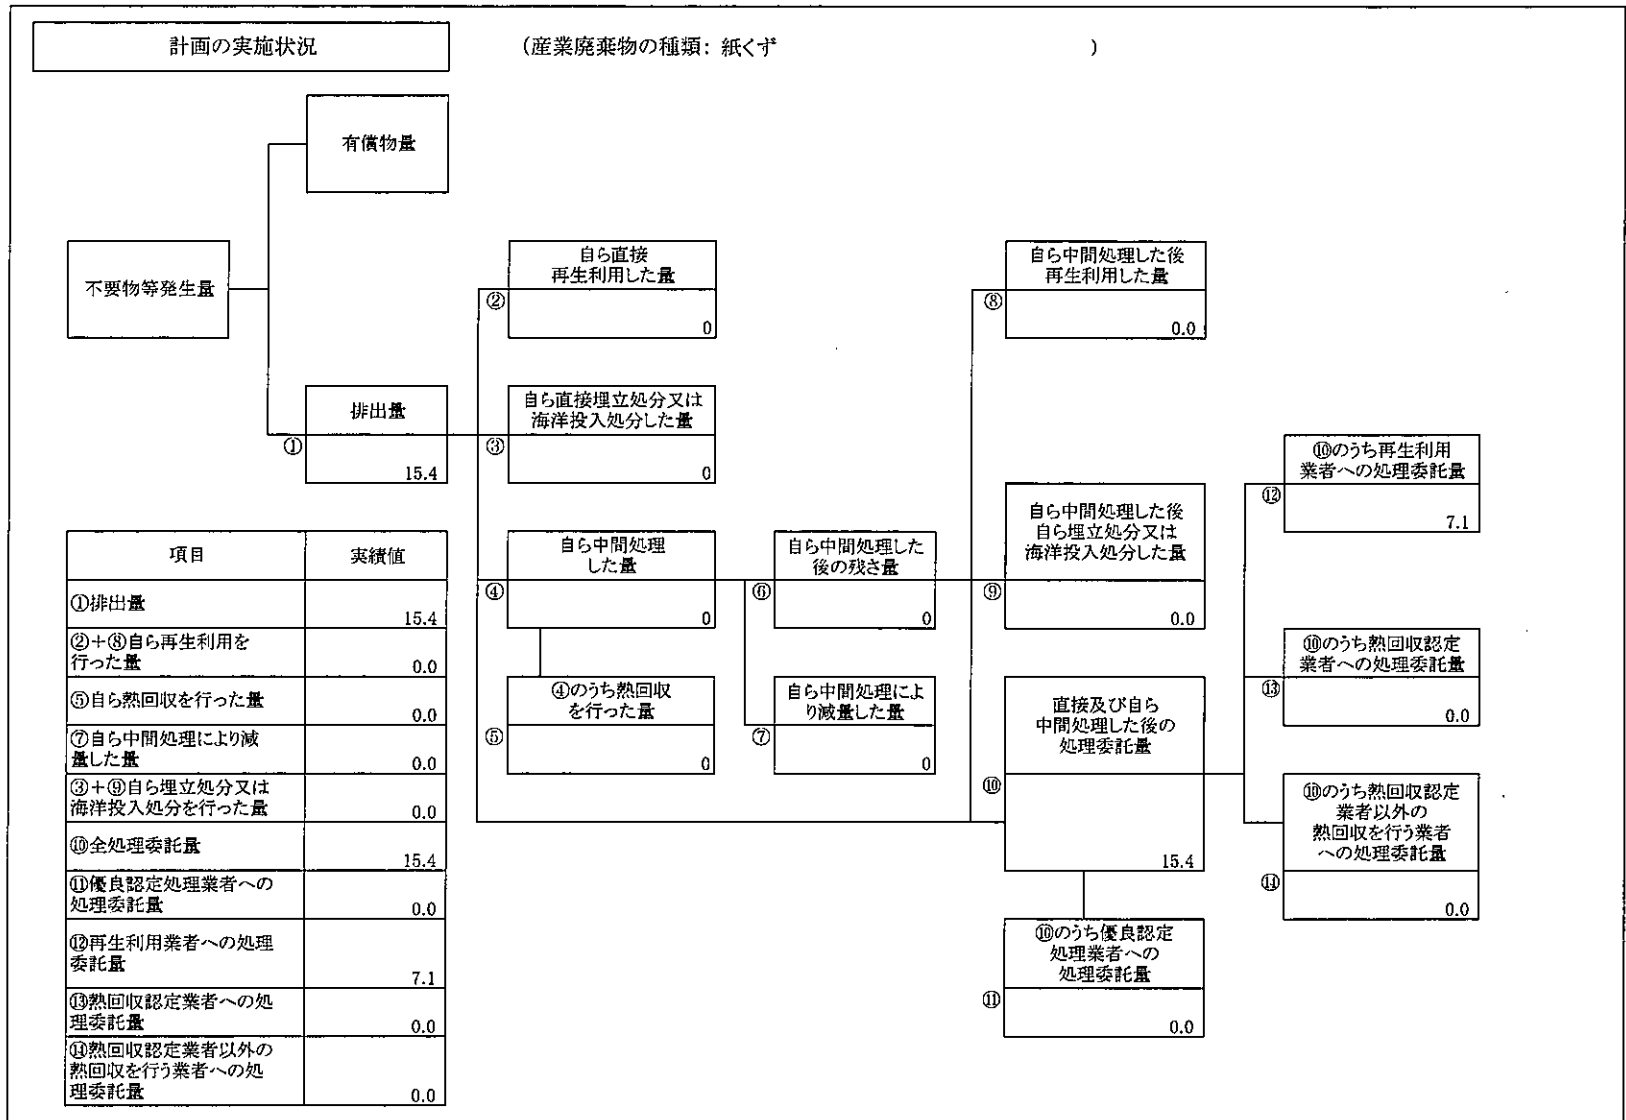 計画の実施状況
(産業廃棄物の種類: 紙くず )
有償物量
不要物等発生量
排出量
①
15.4
自ら直接
再生利用した量
②
0
自ら直接埋立処分又は
海洋投入処分した量
③
0
自ら中間処理
した量
④
0
④のうち熱回収
を行った量
⑤
0
自ら中間処理した
後の残さ量
⑥
0
自ら中間処理によ
り減量した量
⑦
0
自ら中間処理した後
再生利用した量
⑧
0.0
自ら中間処理した後
自ら埋立処分又は
海洋投入処分した量
⑨
0.0
直接及び自ら
中間処理した後の
処理委託量
⑩
15.4
⑩のうち優良認定
処理業者への
処理委託量
⑪
0.0
⑩のうち再生利用
業者への処理委託量
⑫
7.1
⑩のうち熱回収認定
業者への処理委託量
⑬
0.0
⑩のうち熱回収認定
業者以外の
熱回収を行う業者
への処理委託量
⑭
0.0
項目 実績値
①排出量
15.4
②+⑧自ら再生利用を
行った量 0.0
⑤自ら熱回収を行った量
0.0
⑦自ら中間処理により減
量した量 0.0
③+⑨自ら埋立処分又は
海洋投入処分を行った量 0.0
⑩全処理委託量
15.4
⑪優良認定処理業者への
処理委託量 0.0
⑫再生利用業者への処理
委託量
7.1
⑬熱回収認定業者への処
理委託量 0.0
⑭熱回収認定業者以外の
熱回収を行う業者への処
理委託量 0.0